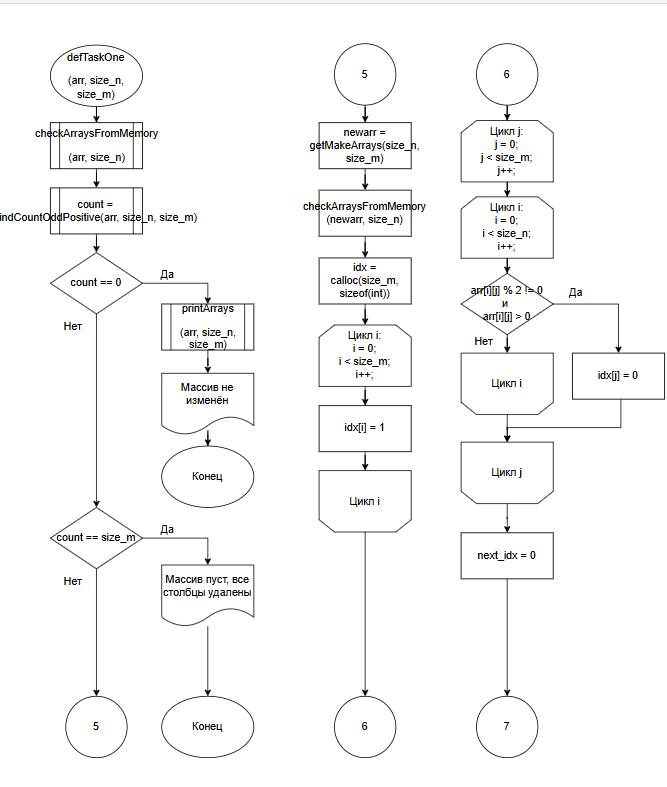 defTaskOne
(arr, size_n,
size_m)
checkArraysFromMemory
(arr, size_n)
count =
indCountOddPositive(arr, size_n, size_m)
count == 0
Да
Нет
printArrays
(arr, size_n,
size_m)
Массив не
изменён
Конец
count == size_m
Да
Нет
Массив пуст, все
столбцы удалены
5
Конец
5
newarr =
getMakeArrays(size_n,
size_m)
checkArraysFromMemory
(newarr, size_n)
idx =
calloc(size_m,
sizeof(int))
Цикл i:
i = 0;
i < size_m;
i++;
idx[i] = 1
Цикл i
6
6
Цикл j:
j = 0;
j < size_m;
j++;
Цикл i:
i = 0;
i < size_n;
i++;
arr[i][j] % 2 != 0
и
arr[i][j] > 0
Да
Нет
Цикл i
idx[j] = 0
Цикл j
next_idx = 0
7